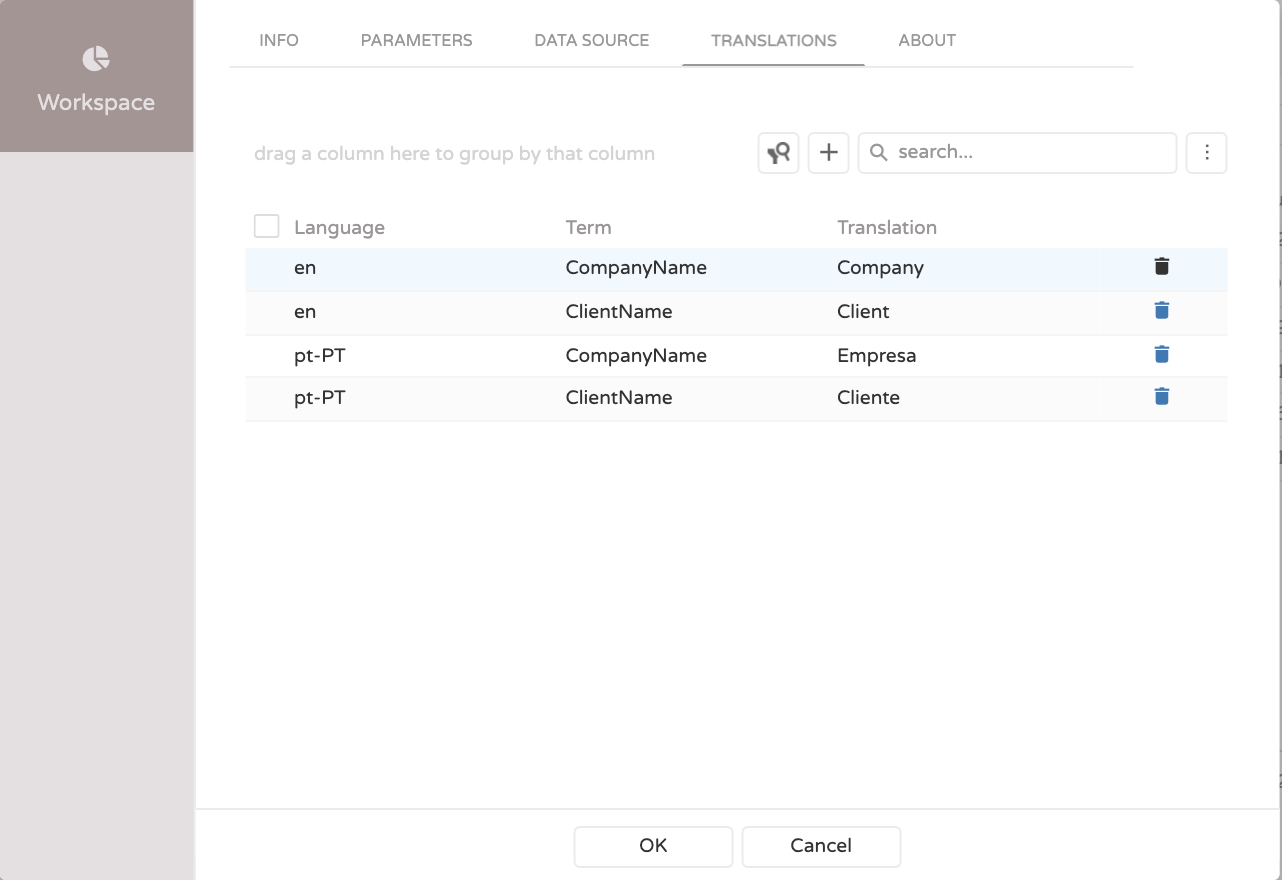 Workspace
INFO PARAMETERS DATA SOURCE TRANSLATIONS ABOUT
drag a column here to group by that column search...
Language Term Translation
en CompanyName Company
en ClientName Client
pt-PT CompanyName Empresa
pt-PT ClientName Cliente
OK Cancel